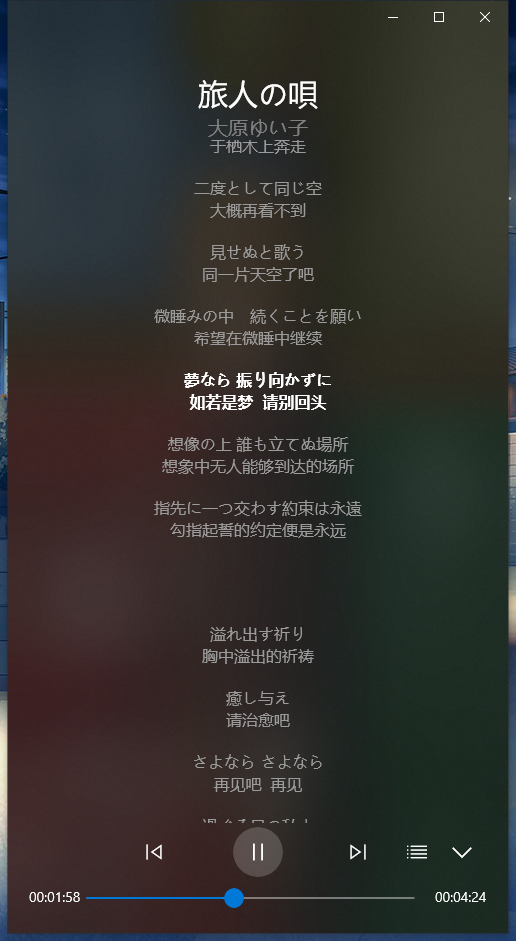 旅人の唄
大原ゆい子
于栖木上奔走
二度として同じ空
大概再看不到
見せぬと歌う
同一片天空了吧
微睡みの中　続くことを願い
希望在微睡中继续
夢なら 振り向かずに
如若是梦 请别回头
想像の上 誰も立てぬ場所
想象中无人能够到达的场所
指先に一つ交わす約束は永遠
勾指起誓的约定便是永远
溢れ出す祈り
胸中溢出的祈祷
癒し与え
请治愈吧
さよなら さよなら
再见吧 再见
00:01:58
00:04:24